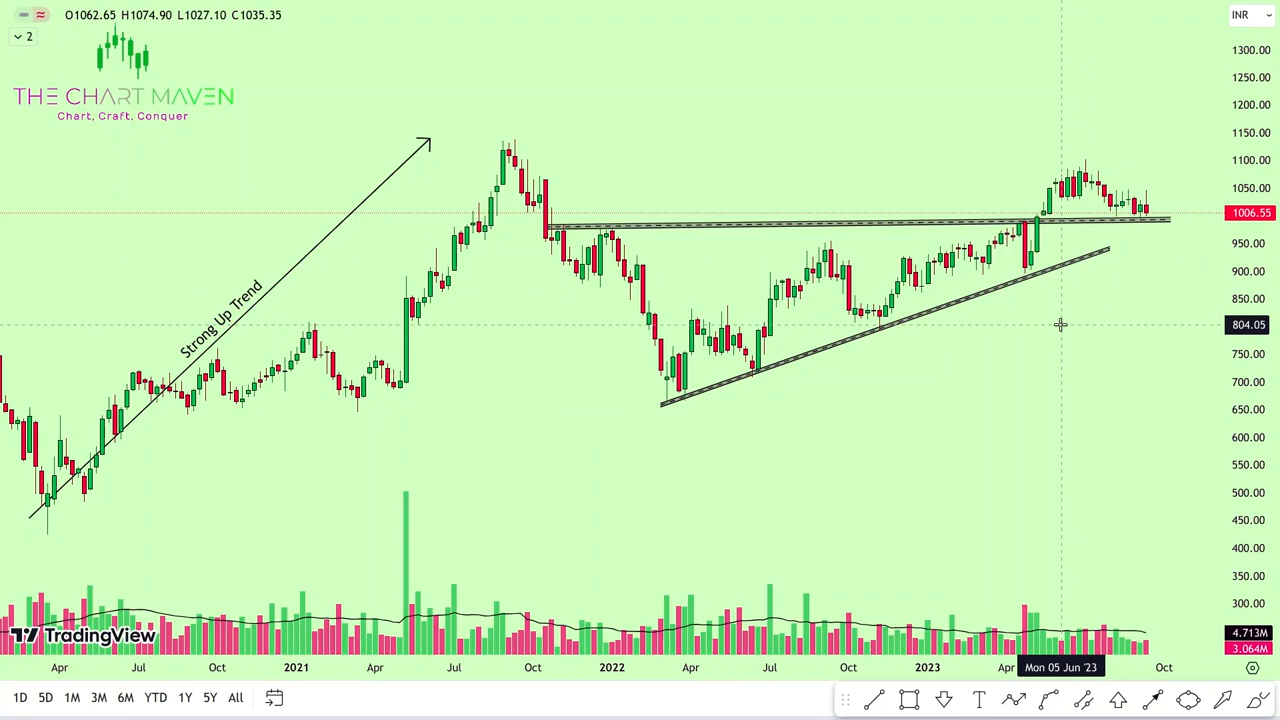 O1062.65 H1074.90 L1027.10 C1035.35
INR
2
THE CHART MAVEN
Chart, Craft, Conquer
Strong Up Trend
1300.00
1250.00
1200.00
1150.00
1100.00
1050.00
1006.55
950.00
900.00
850.00
804.05
750.00
700.00
650.00
600.00
550.00
500.00
450.00
400.00
350.00
300.00
4.713M
3.064M
TradingView
Apr Jul Oct 2021 Apr Jul Oct 2022 Apr Jul Oct 2023 Apr Mon 05 Jun '23 Oct
1D 5D 1M 3M 6M YTD 1Y 5Y All